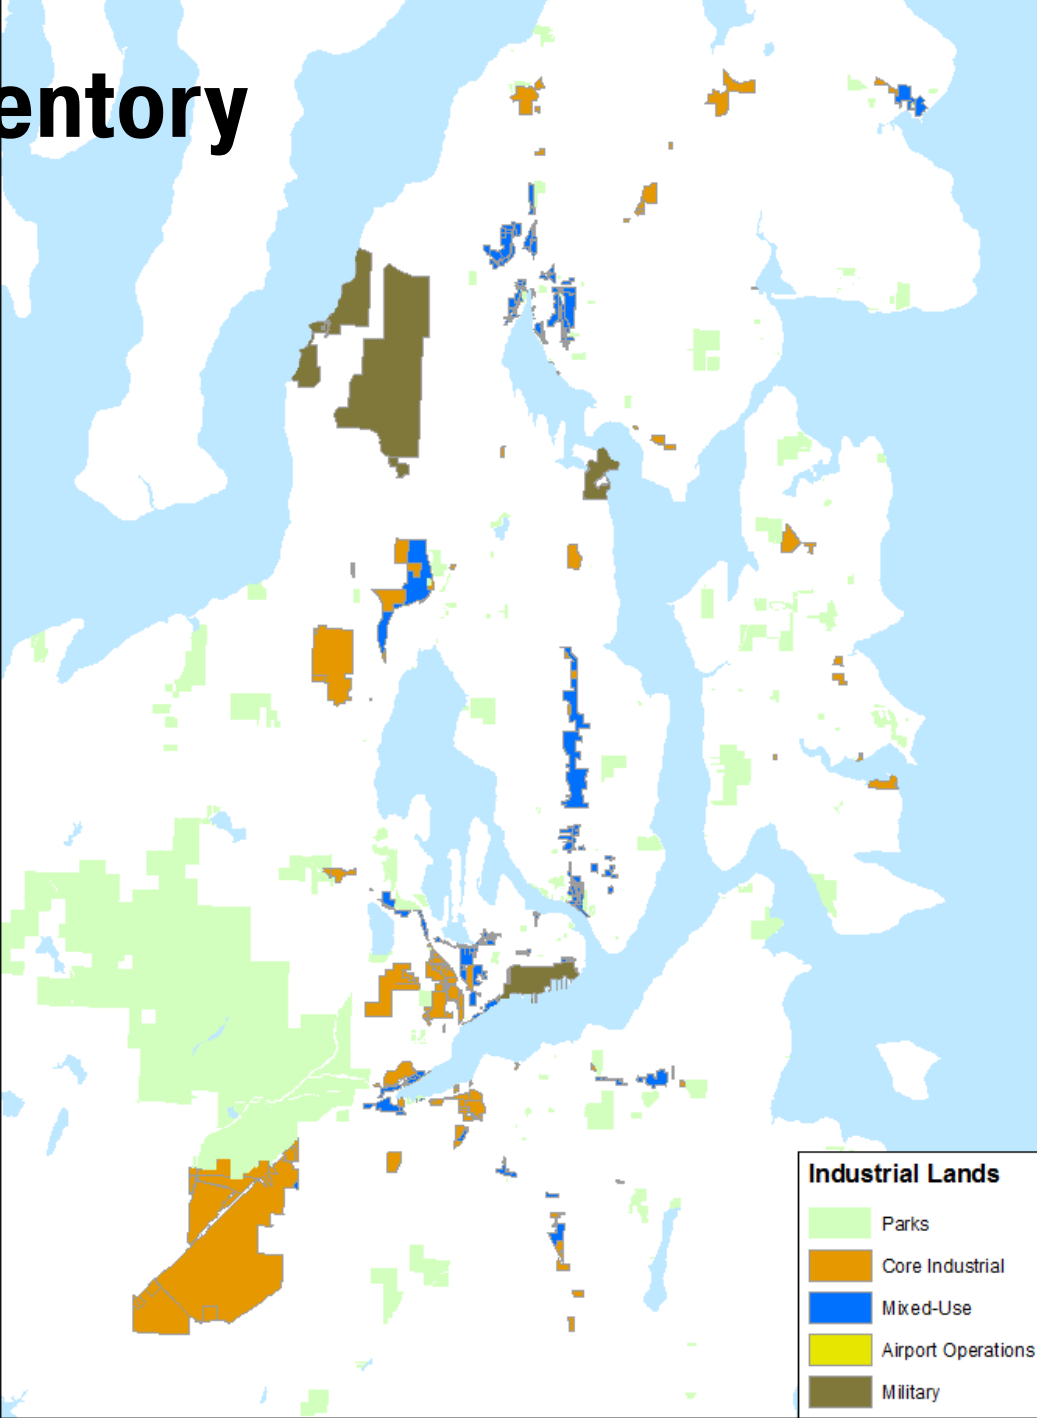 entory
Industrial Lands
Parks
Core Industrial
Mixed-Use
Airport Operations
Military